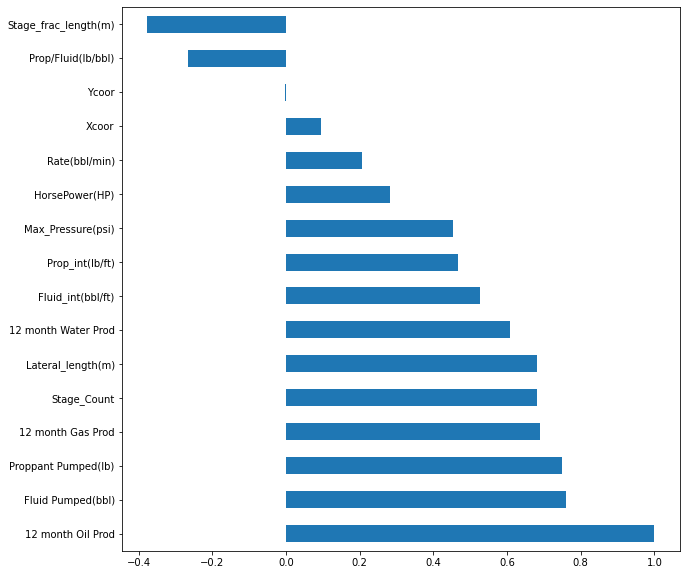 Stage_frac_length(m)
Prop/Fluid(lb/bbl)
Ycoor
Xcoor
Rate(bbl/min)
HorsePower(HP)
Max_Pressure(psi)
Prop_int(lb/ft)
Fluid_int(bbl/ft)
12 month Water Prod
Lateral_length(m)
Stage_Count
12 month Gas Prod
Proppant Pumped(lb)
Fluid Pumped(bbl)
12 month Oil Prod
−0.4 −0.2 0.0 0.2 0.4 0.6 0.8 1.0